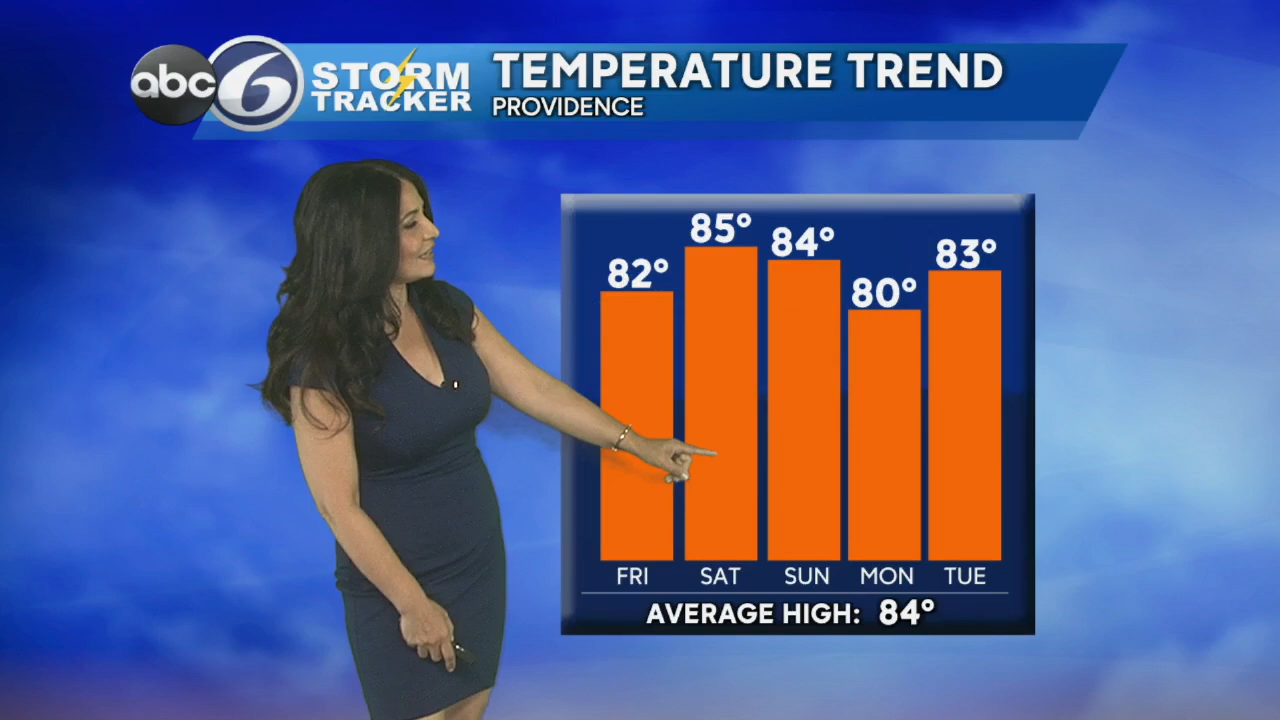 abc 6
STORM
TRACKER
TEMPERATURE TREND
PROVIDENCE
82° 85° 84° 80° 83°
FRI SAT SUN MON TUE
AVERAGE HIGH: 84°